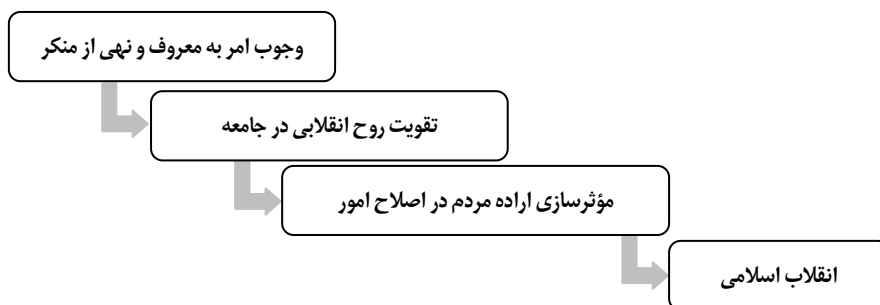 وجوب امر به معروف و نهی از منکر
تقویت روح انقلابی در جامعه
مؤثرسازی اراده مردم در اصلاح امور
انقلاب اسلامی